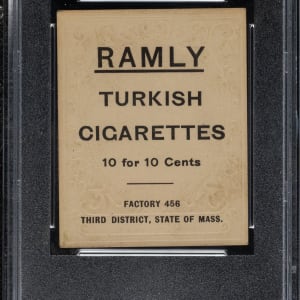 RAMLY
TURKISH
CIGARETTES
10 for 10 Cents
FACTORY 456
THIRD DISTRICT, STATE OF MASS.